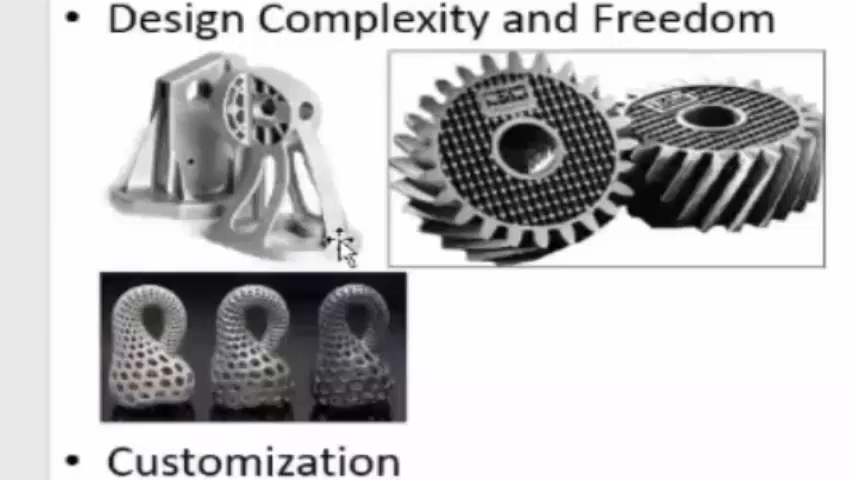 • Design Complexity and Freedom
• Customization